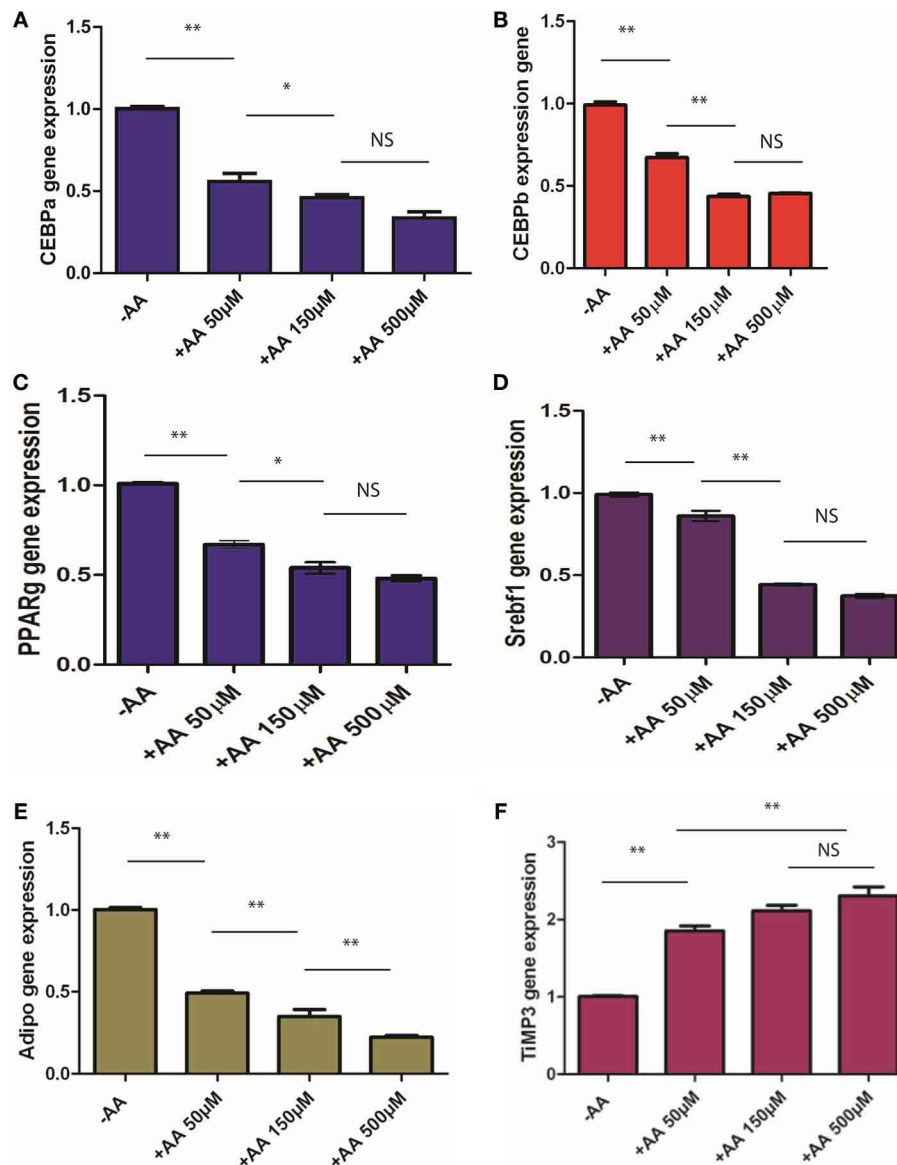 A
CEBPa gene expression
1.5
1.0
0.5
0.0
**
*
NS
-AA
+AA 50µM
+AA 150µM
+AA 500µM
B
CEBPb expression gene
1.5
1.0
0.5
0.0
**
**
NS
-AA
+AA 50µM
+AA 150µM
+AA 500µM
C
PPARg gene expression
1.5
1.0
0.5
0.0
**
*
NS
-AA
+AA 50µM
+AA 150µM
+AA 500µM
D
Srebf1 gene expression
1.5
1.0
0.5
0.0
**
**
NS
-AA
+AA 50µM
+AA 150µM
+AA 500µM
E
Adipo gene expression
1.5
1.0
0.5
0.0
**
**
**
-AA
+AA 50µM
+AA 150µM
+AA 500µM
F
TiMP3 gene expression
3
2
1
0
**
**
NS
-AA
+AA 50µM
+AA 150µM
+AA 500µM